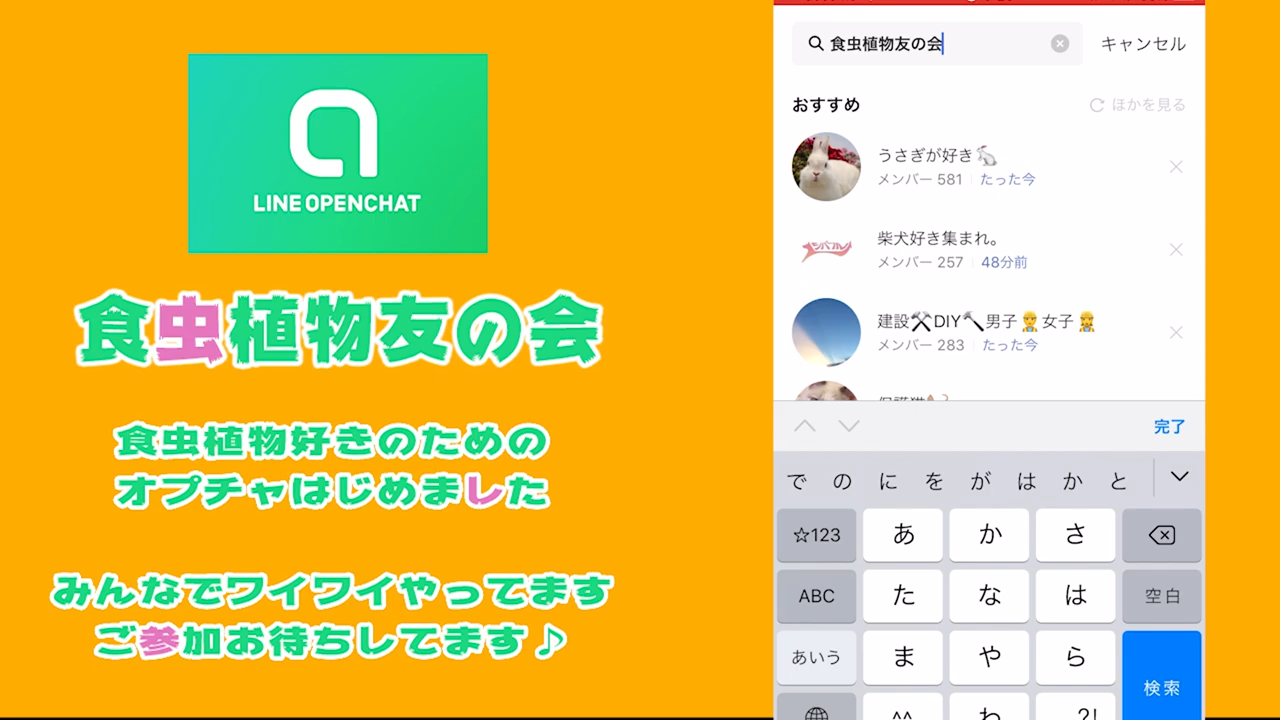 LINE OPENCHAT
食虫植物友の会
食虫植物好きのための
オプチャはじめました
みんなでワイワイやってます
ご参加お待ちしてます♪
食虫植物友の会
キャンセル
おすすめ
ほかを見る
うさぎが好き🐇
メンバー 581 たった今
柴犬好き集まれ。
メンバー 257 48分前
建設⚒️DIY🔨男子👷‍♂️女子👷‍♀️
メンバー 283 たった今
完了
で の に を が は か と
☆123 あ か さ
ABC た な は 空白
あいう ま や ら 検索
^^ わ 、。?!